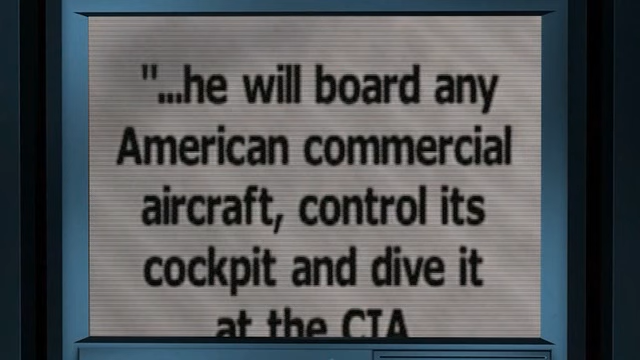 "...he will board any
American commercial
aircraft, control its
cockpit and dive it
at the CIA